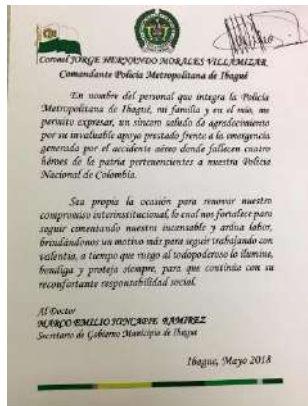 Coronel JORGE HERNANDO MORALES VILLAMIZAR
Comandante Policía Metropolitana de Ibagué
En nombre del personal que integra la Policía
Metropolitana de Ibagué, mi familia y en el mío, me
permito expresar, un sincero saludo de agradecimiento
por su invaluable apoyo prestado frente a la emergencia
generada por el accidente aéreo donde fallecen cuatro
héroes de la patria pertenecientes a nuestra Policía
Nacional de Colombia.
Sea propia la ocasión para renovar nuestro
compromiso interinstitucional, lo cual nos fortalece para
seguir cementando nuestra incansable y ardua labor,
brindándonos un motivo más para seguir trabajando con
valentía, a tiempo que ruego al todopoderoso lo ilumine,
bendiga y proteja siempre, para que continúe con su
reconfortante responsabilidad social.
Al Doctor
MARCO EMILIO RAMIREZ
Secretario de Gobierno Municipio de Ibagué
Ibagué, Mayo 2018